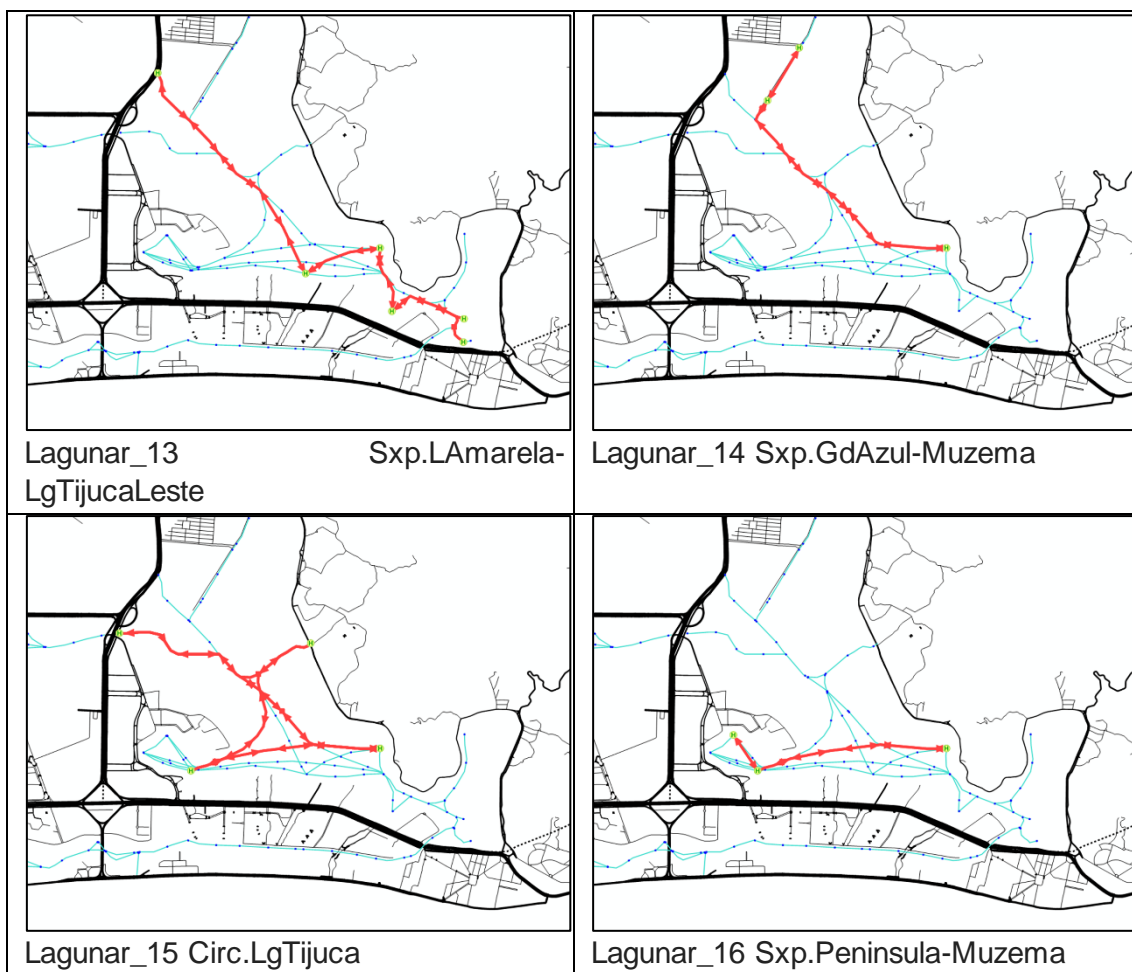 Lagunar_13 Sxp.LAmarela-
LgTijucaLeste
Lagunar_14 Sxp.GdAzul-Muzema
Lagunar_15 Circ.LgTijuca
Lagunar_16 Sxp.Peninsula-Muzema